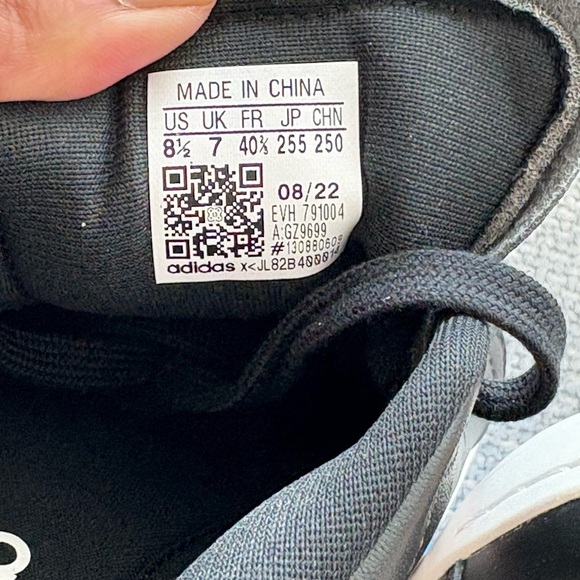 MADE IN CHINA
US UK FR JP CHN
8½ 7 40⅔ 255 250
08/22
EVH 791004
A:GZ9699
#130880605
adidas